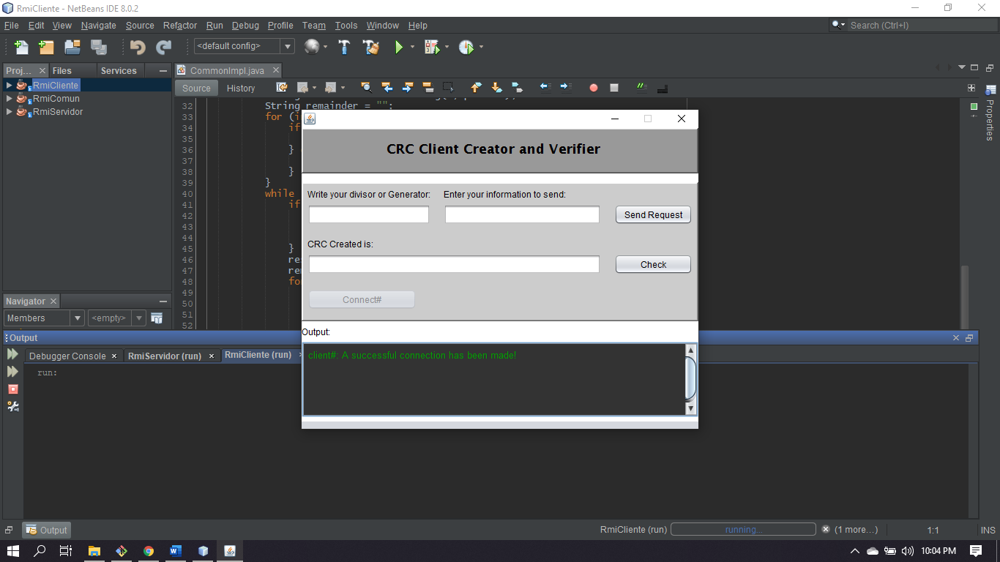 RmiCliente - NetBeans IDE 8.0.2
File Edit View Navigate Source Refactor Run Debug Profile Team Tools Window Help
Search (Ctrl+I)
<default config>
Proj... Files Services
CommonImpl.java
RmiCliente
RmiComun
RmiServidor
Source History
Properties
32 String remainder = "";
33 for (i
34 if
35
36 }
37
38 }
39 }
40 while
41 if
42
43
44
45 }
46 re
47 re
48 fo
49
50
51
52
CRC Client Creator and Verifier
Write your divisor or Generator: Enter your information to send:
Send Request
CRC Created is:
Check
Connect#
Output:
client#: A successful connection has been made!
Navigator
Members <empty>
Output
Debugger Console RmiServidor (run) RmiCliente (run)
run:
Output
RmiCliente (run) running... (1 more...) 1:1 INS
10:04 PM